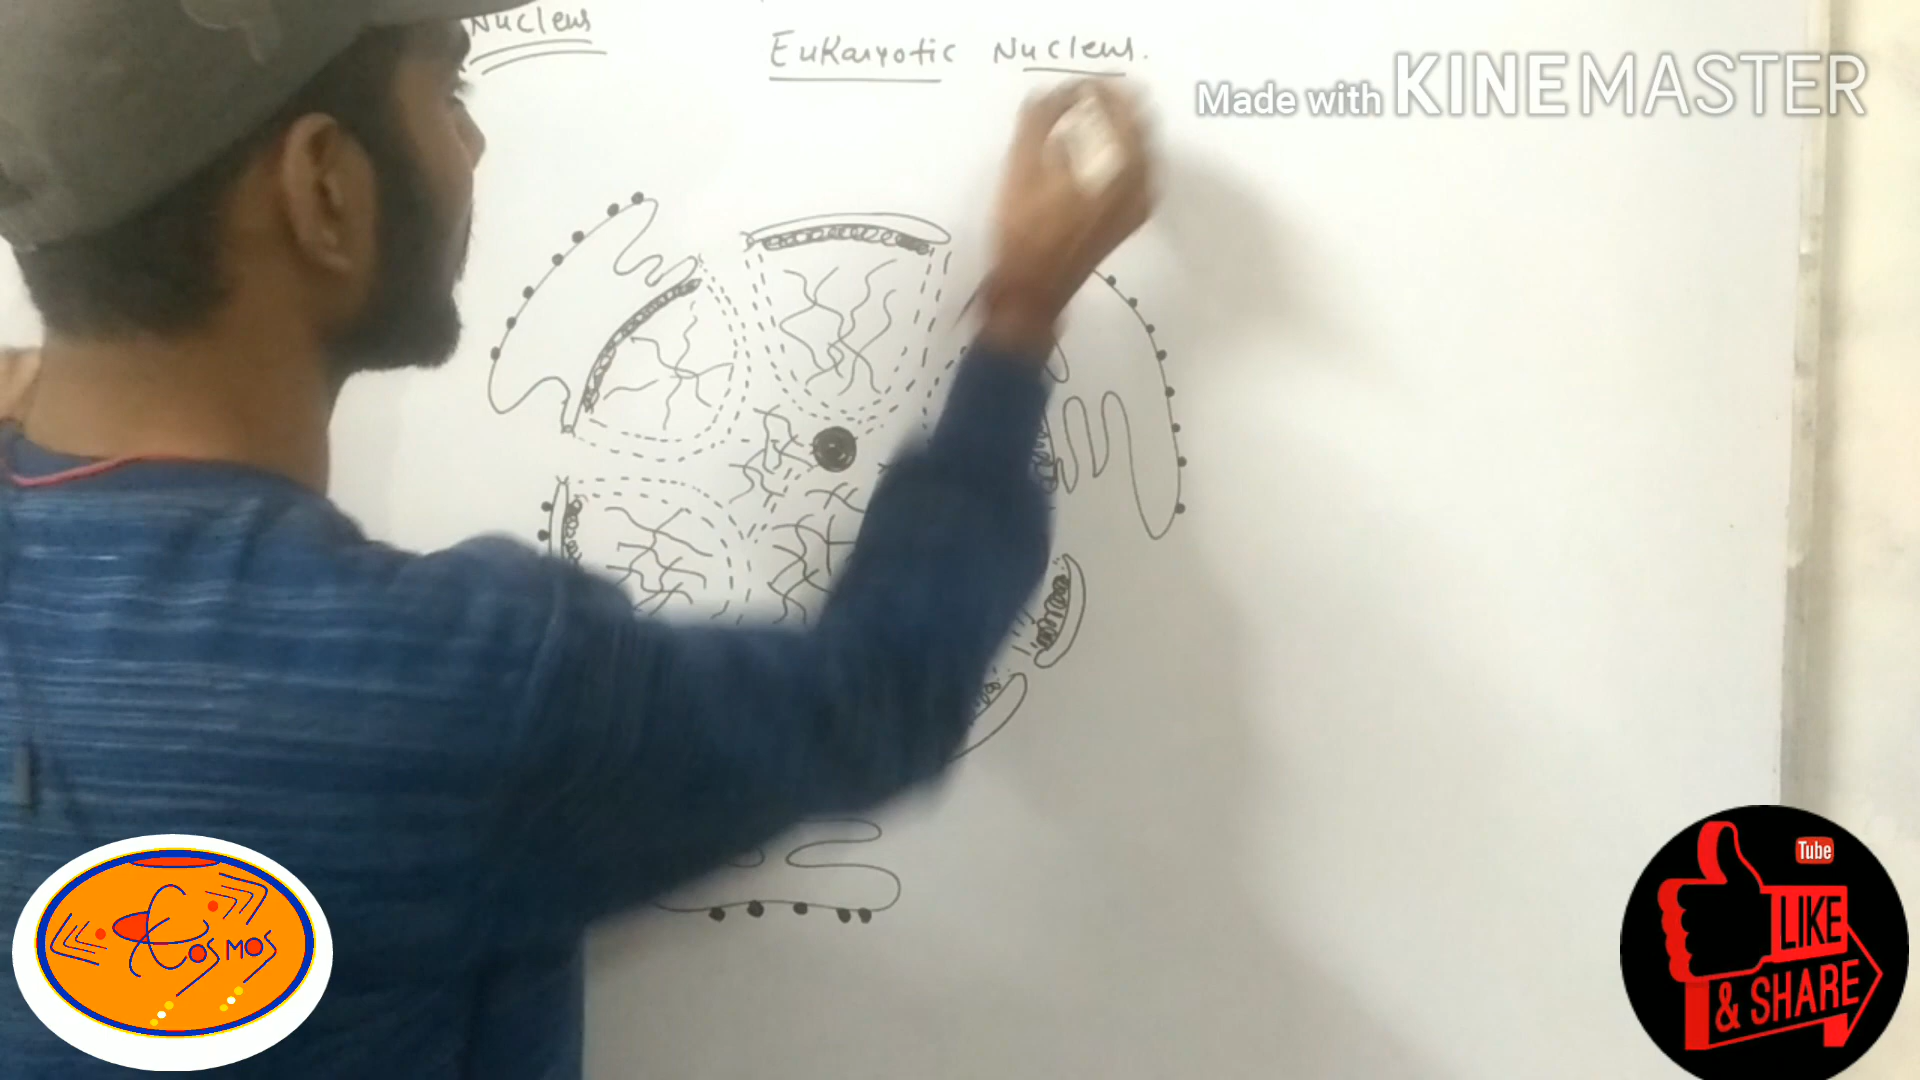 Nucleus
Eukaryotic Nucleus.
Made with KINEMASTER
Tube
LIKE
& SHARE
COSMOS